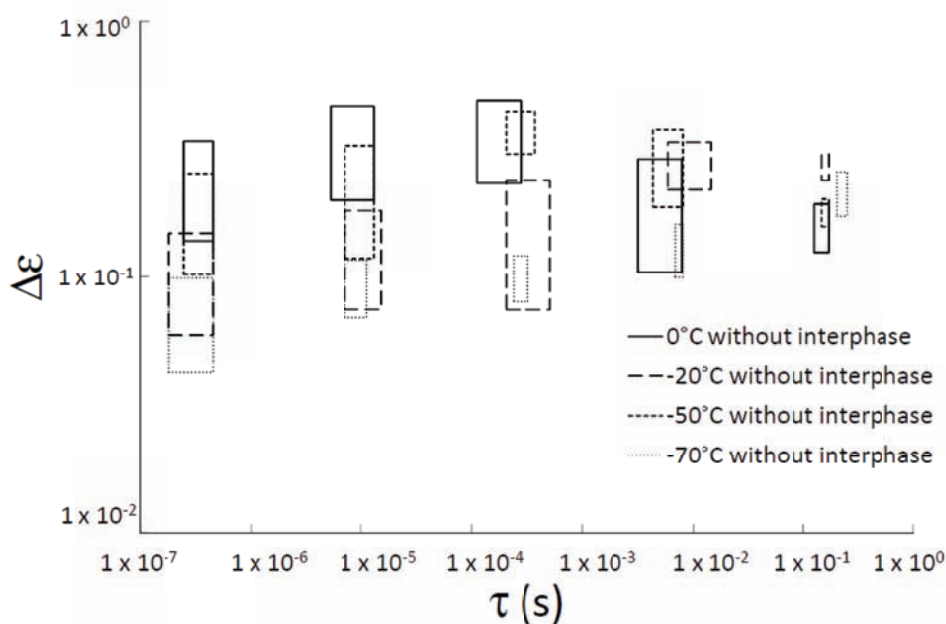 1 x 10⁰
Δε
1 x 10⁻¹
0°C without interphase
-20°C without interphase
-50°C without interphase
-70°C without interphase
1 x 10⁻²
1 x 10⁻⁷ 1 x 10⁻⁶ 1 x 10⁻⁵ 1 x 10⁻⁴ 1 x 10⁻³ 1 x 10⁻² 1 x 10⁻¹ 1 x 10⁰
τ (s)